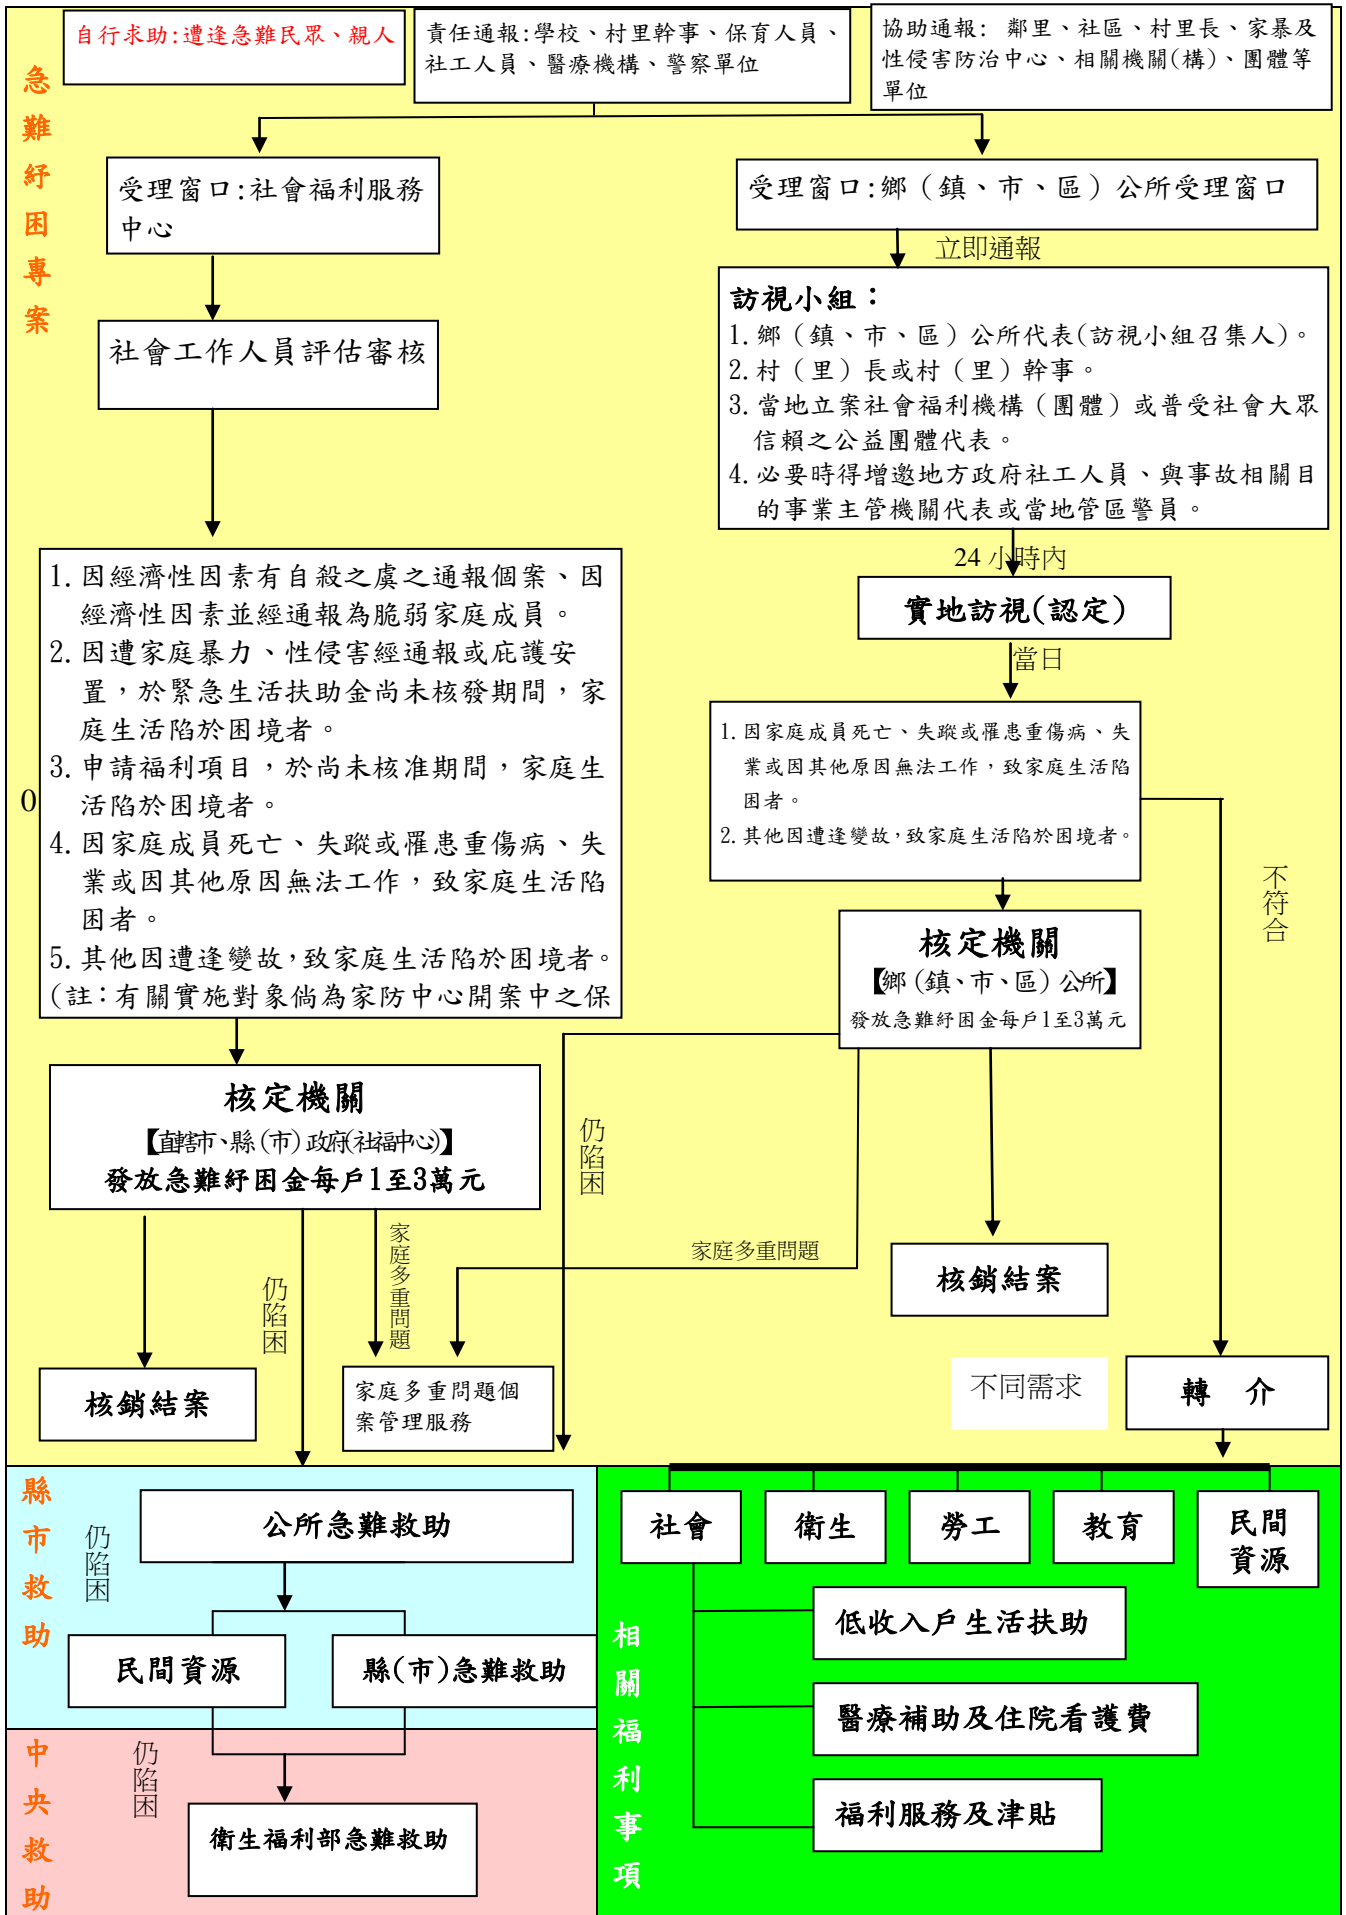 自行求助:遭逢急難民眾、親人
責任通報:學校、村里幹事、保育人員、
社工人員、醫療機構、警察單位
協助通報: 鄰里、社區、村里長、家暴及
性侵害防治中心、相關機關(構)、團體等
單位
急難紓困專案
受理窗口:社會福利服務
中心
受理窗口:鄉（鎮、市、區）公所受理窗口
立即通報
社會工作人員評估審核
訪視小組：
1.鄉（鎮、市、區）公所代表(訪視小組召集人)。
2.村（里）長或村（里）幹事。
3.當地立案社會福利機構（團體）或普受社會大眾
信賴之公益團體代表。
4.必要時得增邀地方政府社工人員、與事故相關目
的事業主管機關代表或當地管區警員。
24 小時內
實地訪視(認定)
當日
0
1.因經濟性因素有自殺之虞之通報個案、因
經濟性因素並經通報為脆弱家庭成員。
2.因遭家庭暴力、性侵害經通報或庇護安
置，於緊急生活扶助金尚未核發期間，家
庭生活陷於困境者。
3.申請福利項目，於尚未核准期間，家庭生
活陷於困境者。
4.因家庭成員死亡、失蹤或罹患重傷病、失
業或因其他原因無法工作，致家庭生活陷
困者。
5.其他因遭逢變故，致家庭生活陷於困境者。
(註：有關實施對象倘為家防中心開案中之保
1.因家庭成員死亡、失蹤或罹患重傷病、失
業或因其他原因無法工作，致家庭生活陷
困者。
2.其他因遭逢變故，致家庭生活陷於困境者。
不符合
核定機關
【鄉（鎮、市、區）公所】
發放急難紓困金每戶1至3萬元
核定機關
【直轄市、縣（市）政府(社福中心)】
發放急難紓困金每戶1至3萬元
仍陷困
家庭多重問題
仍陷困
家庭多重問題
核銷結案
核銷結案
家庭多重問題個
案管理服務
不同需求
轉 介
縣市救助
仍陷困
公所急難救助
民間資源
縣(市)急難救助
中央救助
仍陷困
衛生福利部急難救助
社會
衛生
勞工
教育
民間
資源
相關福利事項
低收入戶生活扶助
醫療補助及住院看護費
福利服務及津貼